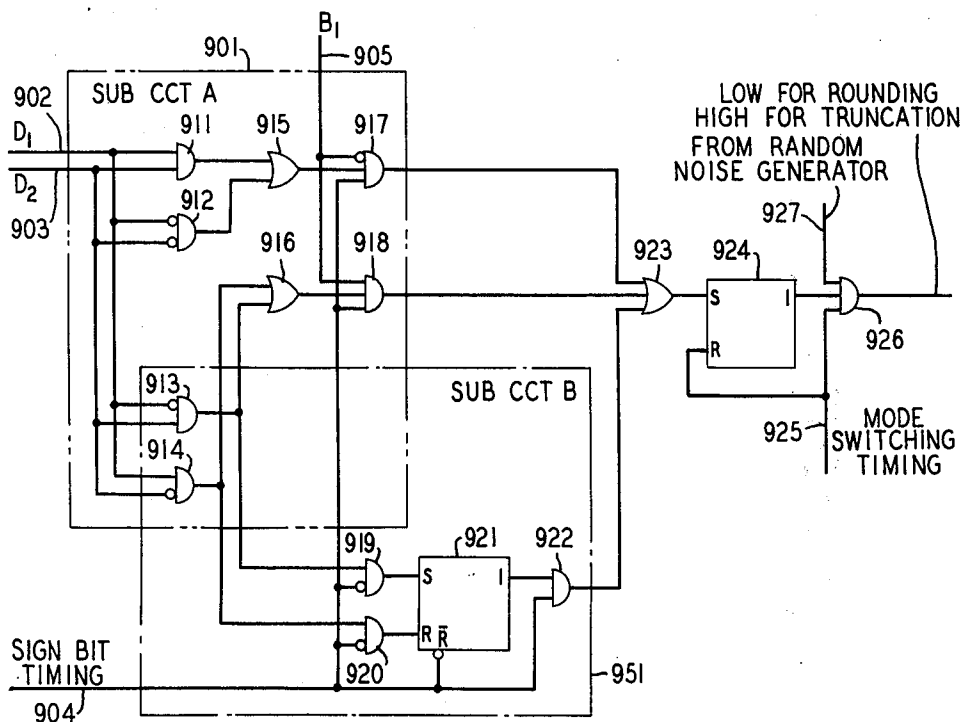 B1
905
901
SUB CCT A
902
D1
D2
903
911
915
917
912
916
918
LOW FOR ROUNDING
HIGH FOR TRUNCATION
FROM RANDOM
NOISE GENERATOR
927
923
924
S
1
R
926
925
MODE
SWITCHING
TIMING
SUB CCT B
913
914
919
921
922
S
1
R R̅
920
951
SIGN BIT
TIMING
904